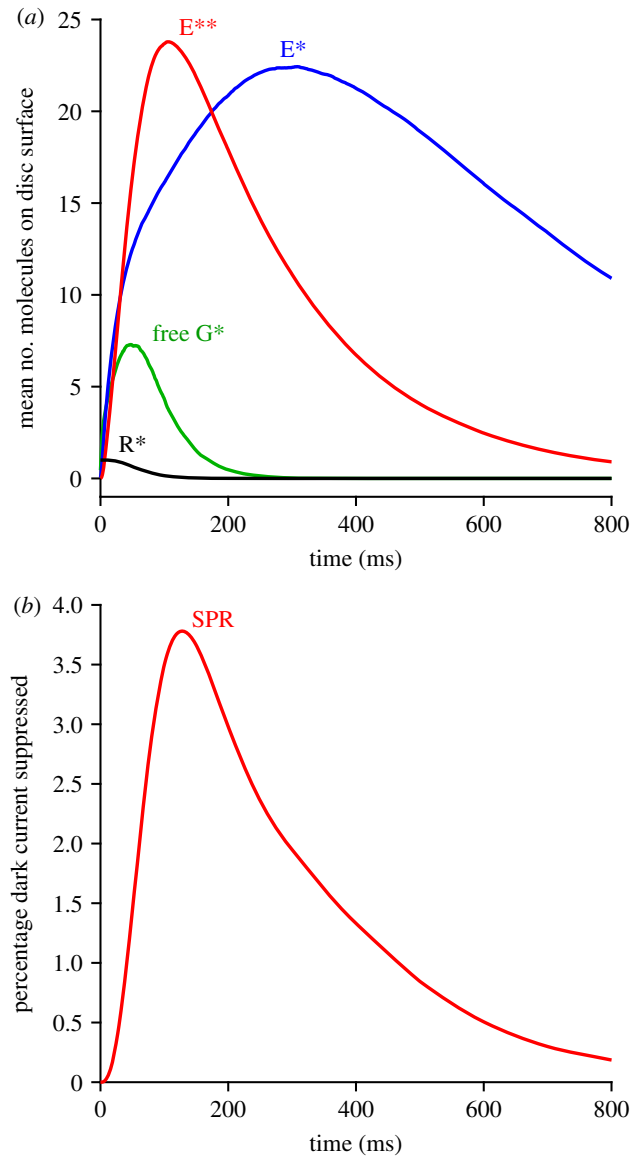 (a)
25
20
15
10
5
0
mean no. molecules on disc surface
E**
E*
free G*
R*
0 200 400 600 800
time (ms)
(b)
4.0
3.5
3.0
2.5
2.0
1.5
1.0
0.5
0
percentage dark current suppressed
SPR
0 200 400 600 800
time (ms)